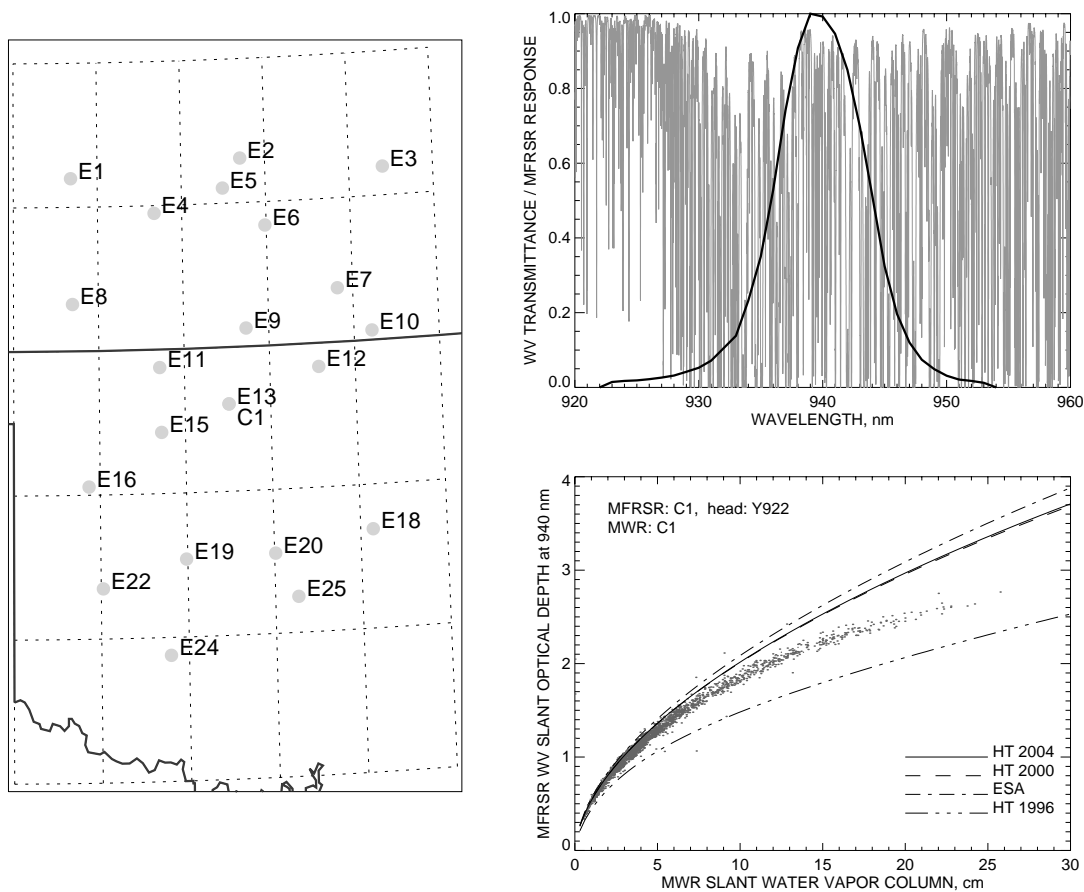 E1
E2
E3
E4
E5
E6
E7
E8
E9
E10
E11
E12
E13
C1
E15
E16
E18
E19
E20
E22
E25
E24
WV TRANSMITTANCE / MFRSR RESPONSE
1.0
0.8
0.6
0.4
0.2
0.0
920 930 940 950 960
WAVELENGTH, nm
MFRSR WV SLANT OPTICAL DEPTH at 940 nm
4
3
2
1
0
MFRSR: C1, head: Y922
MWR: C1
HT 2004
HT 2000
ESA
HT 1996
0 5 10 15 20 25 30
MWR SLANT WATER VAPOR COLUMN, cm